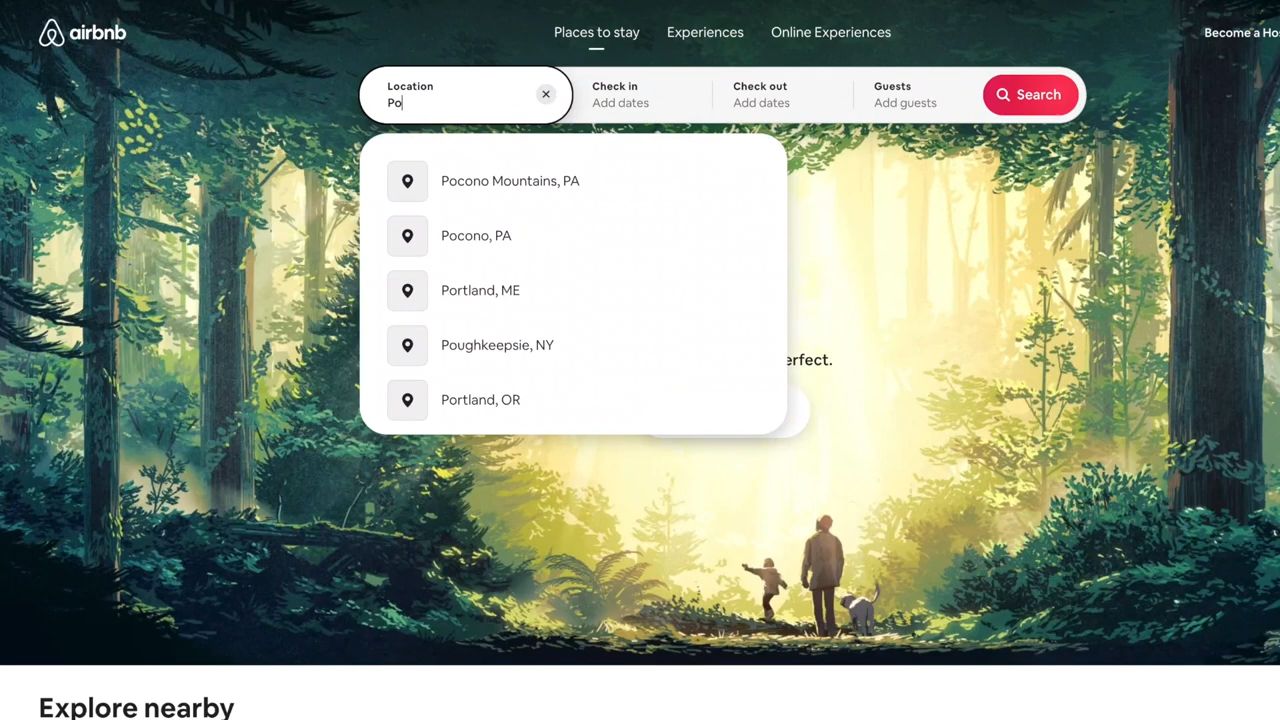 airbnb
Places to stay
Experiences
Online Experiences
Become a Hos
Location
Po
Check in
Add dates
Check out
Add dates
Guests
Add guests
Search
Pocono Mountains, PA
Pocono, PA
Portland, ME
Poughkeepsie, NY
Portland, OR
erfect.
Explore nearby